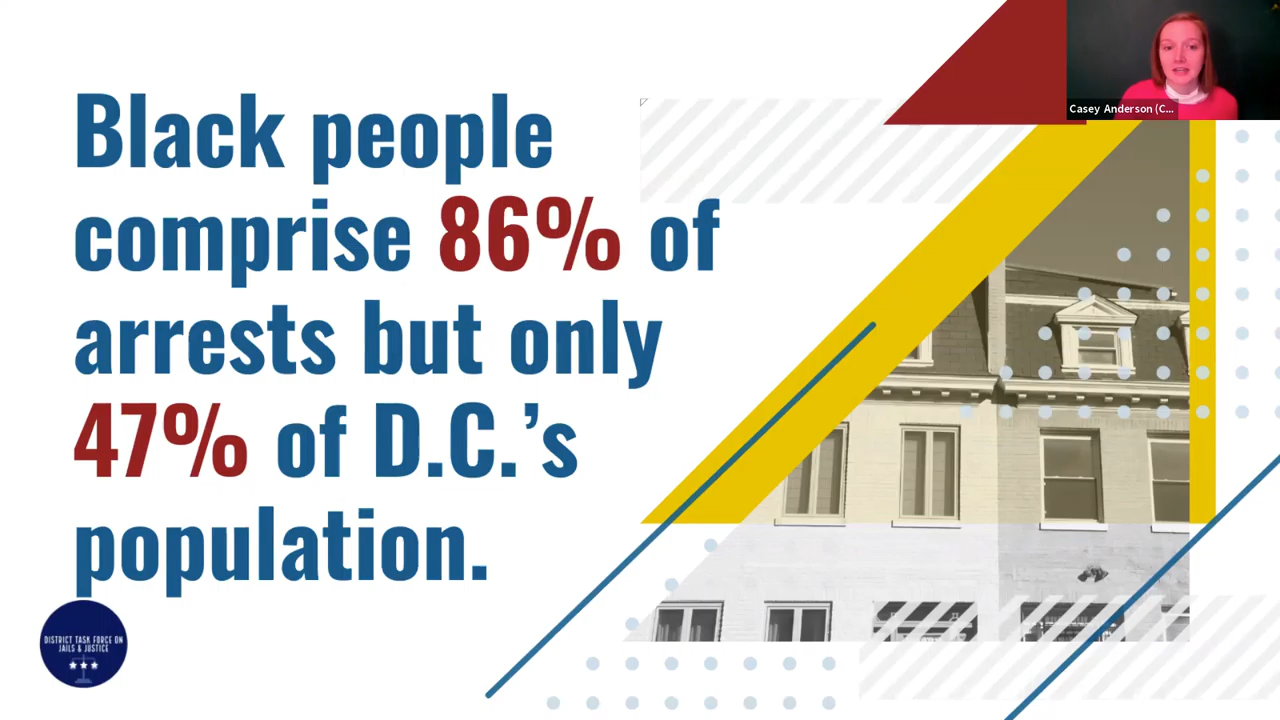 Black people
comprise 86% of
arrests but only
47% of D.C.’s
population.
Casey Anderson (C...
DISTRICT TASK FORCE ON
JAILS & JUSTICE